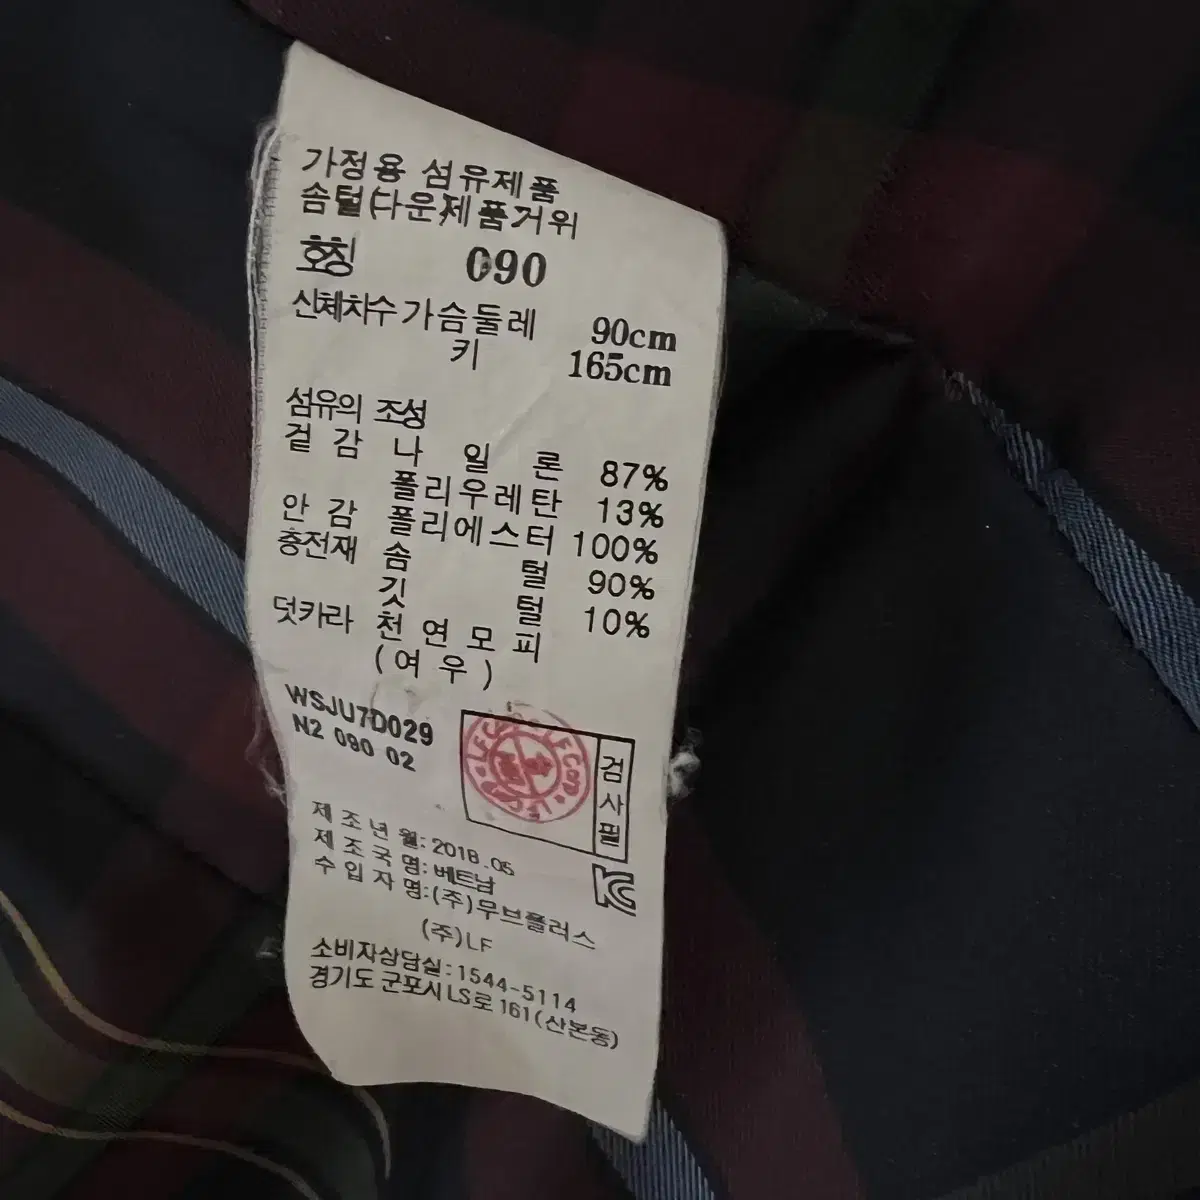 가정용 섬유제품
솜털(다운)제품거위
호칭 090
신체치수 가슴둘레 90cm
키 165cm
섬유의 조성
겉 감 나 일 론 87%
폴리우레탄 13%
안 감 폴리에스터 100%
충전재 솜 털 90%
깃 털 10%
덧카라 천 연 모 피
(여 우)
WSJU7D029
N2 090 02
검사필
제 조 년 월: 2018.05
제 조 국 명: 베트남
수 입 자 명:(주)무브플러스
(주)LF
소비자상담실:1544-5114
경기도 군포시 LS로 161(산본동)